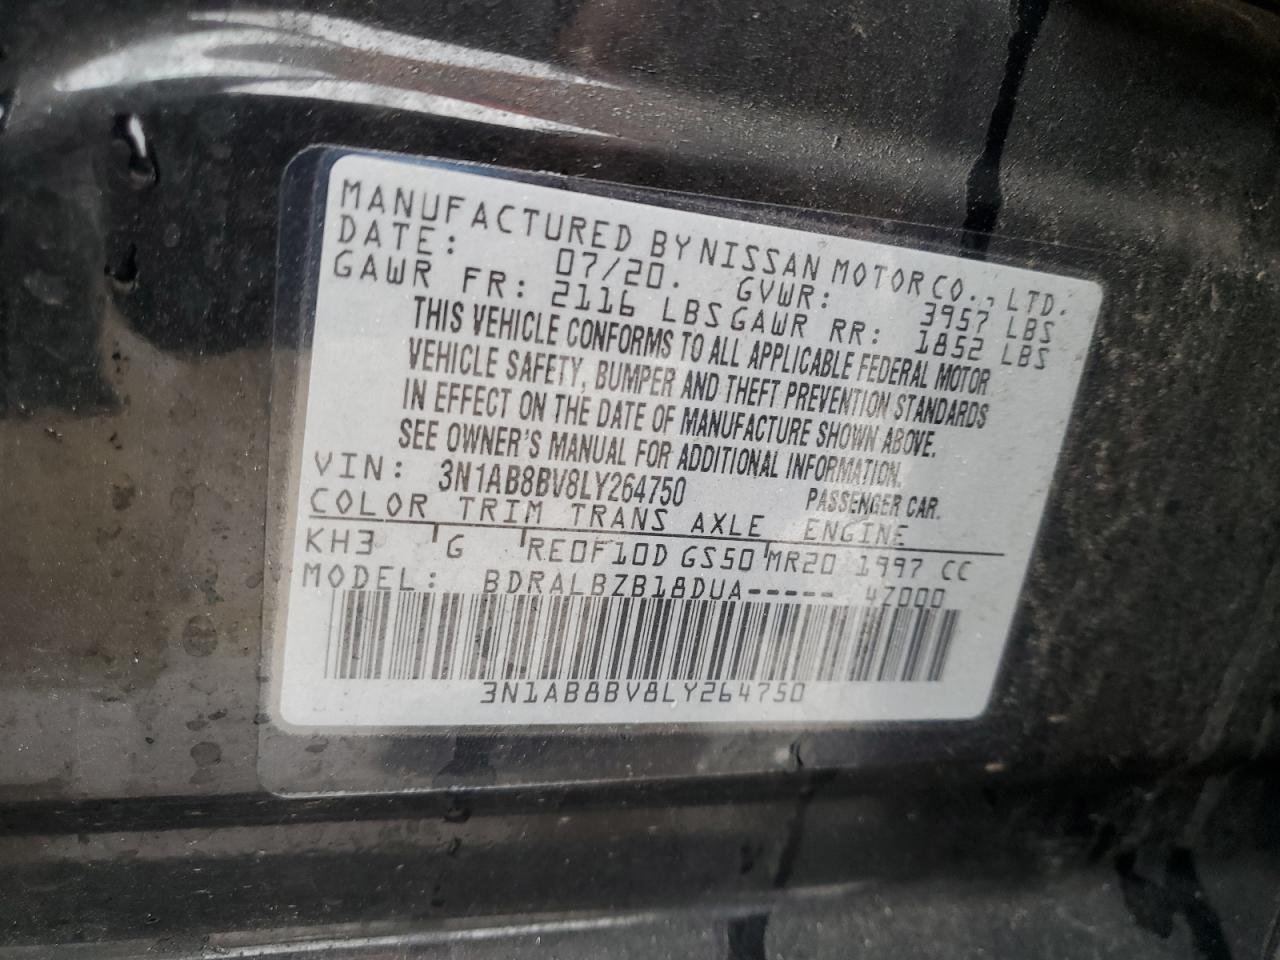 MANUFACTURED BY NISSAN MOTOR CO., LTD.
DATE: 07/20. GVWR: 3957 LBS
GAWR FR: 2116 LBS GAWR RR: 1852 LBS
THIS VEHICLE CONFORMS TO ALL APPLICABLE FEDERAL MOTOR
VEHICLE SAFETY, BUMPER AND THEFT PREVENTION STANDARDS
IN EFFECT ON THE DATE OF MANUFACTURE SHOWN ABOVE.
SEE OWNER'S MANUAL FOR ADDITIONAL INFORMATION.
VIN: 3N1AB8BV8LY264750 PASSENGER CAR.
COLOR TRIM TRANS AXLE ENGINE
KH3 G RE0F10D GS50 MR20 1997 CC
MODEL: BDRALBZB18DUA----- 4Z000
3N1AB8BV8LY264750